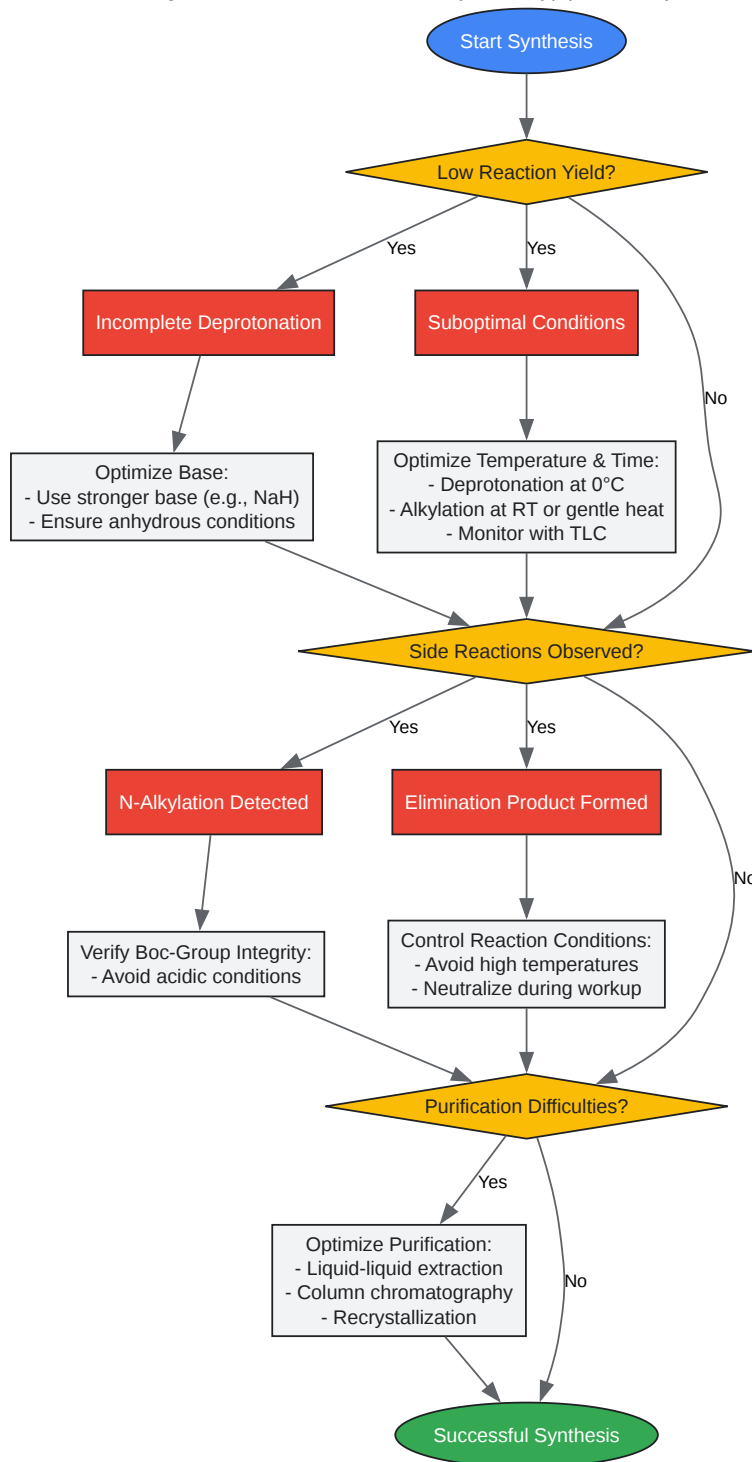 Start Synthesis
Low Reaction Yield?
Yes
Yes
Incomplete Deprotonation
Suboptimal Conditions
No
Optimize Base:
- Use stronger base (e.g., NaH)
- Ensure anhydrous conditions
Optimize Temperature & Time:
- Deprotonation at 0°C
- Alkylation at RT or gentle heat
- Monitor with TLC
Side Reactions Observed?
Yes
Yes
N-Alkylation Detected
Elimination Product Formed
No
Verify Boc-Group Integrity:
- Avoid acidic conditions
Control Reaction Conditions:
- Avoid high temperatures
- Neutralize during workup
Purification Difficulties?
Yes
Optimize Purification:
- Liquid-liquid extraction
- Column chromatography
- Recrystallization
No
Successful Synthesis